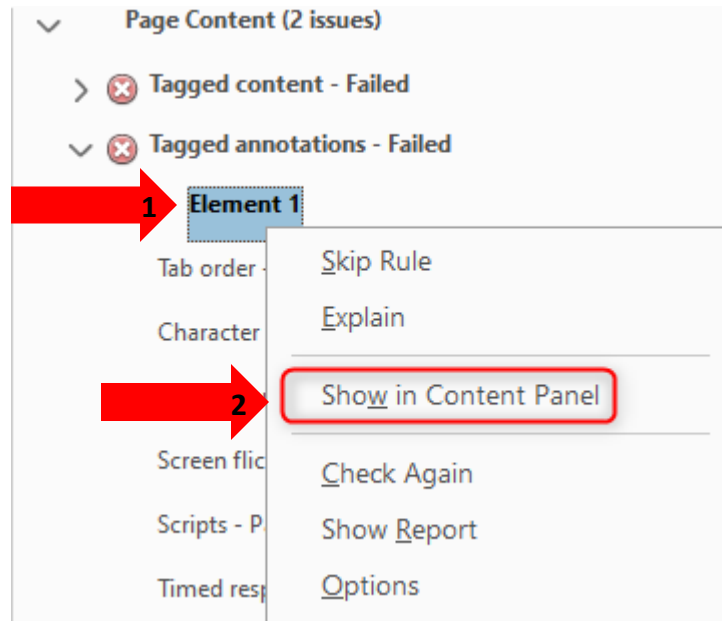 Page Content (2 issues)
Tagged content - Failed
Tagged annotations - Failed
1 Element 1
Skip Rule
Tab order -
Explain
Character
2 Show in Content Panel
Screen flic
Check Again
Scripts - P
Show Report
Timed resp
Options